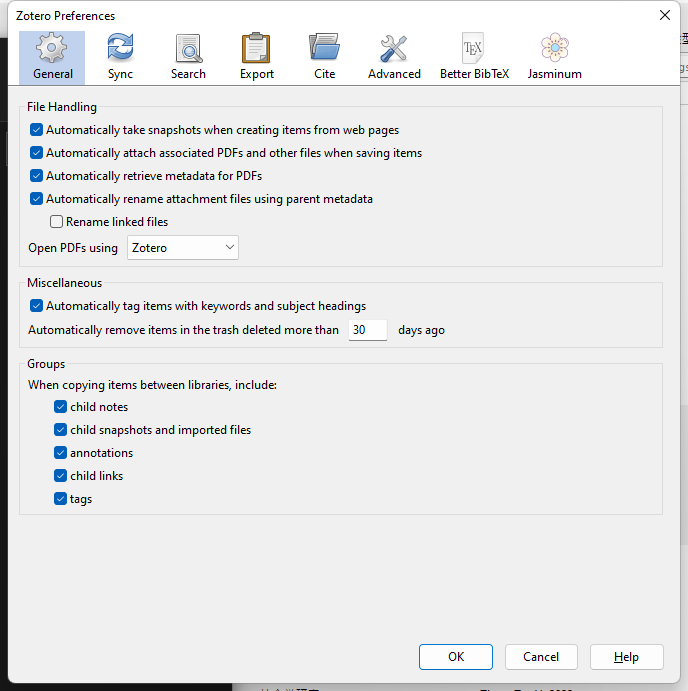 Zotero Preferences
General Sync Search Export Cite Advanced Better BibTeX Jasminum
File Handling
Automatically take snapshots when creating items from web pages
Automatically attach associated PDFs and other files when saving items
Automatically retrieve metadata for PDFs
Automatically rename attachment files using parent metadata
Rename linked files
Open PDFs using Zotero
Miscellaneous
Automatically tag items with keywords and subject headings
Automatically remove items in the trash deleted more than 30 days ago
Groups
When copying items between libraries, include:
child notes
child snapshots and imported files
annotations
child links
tags
OK Cancel Help